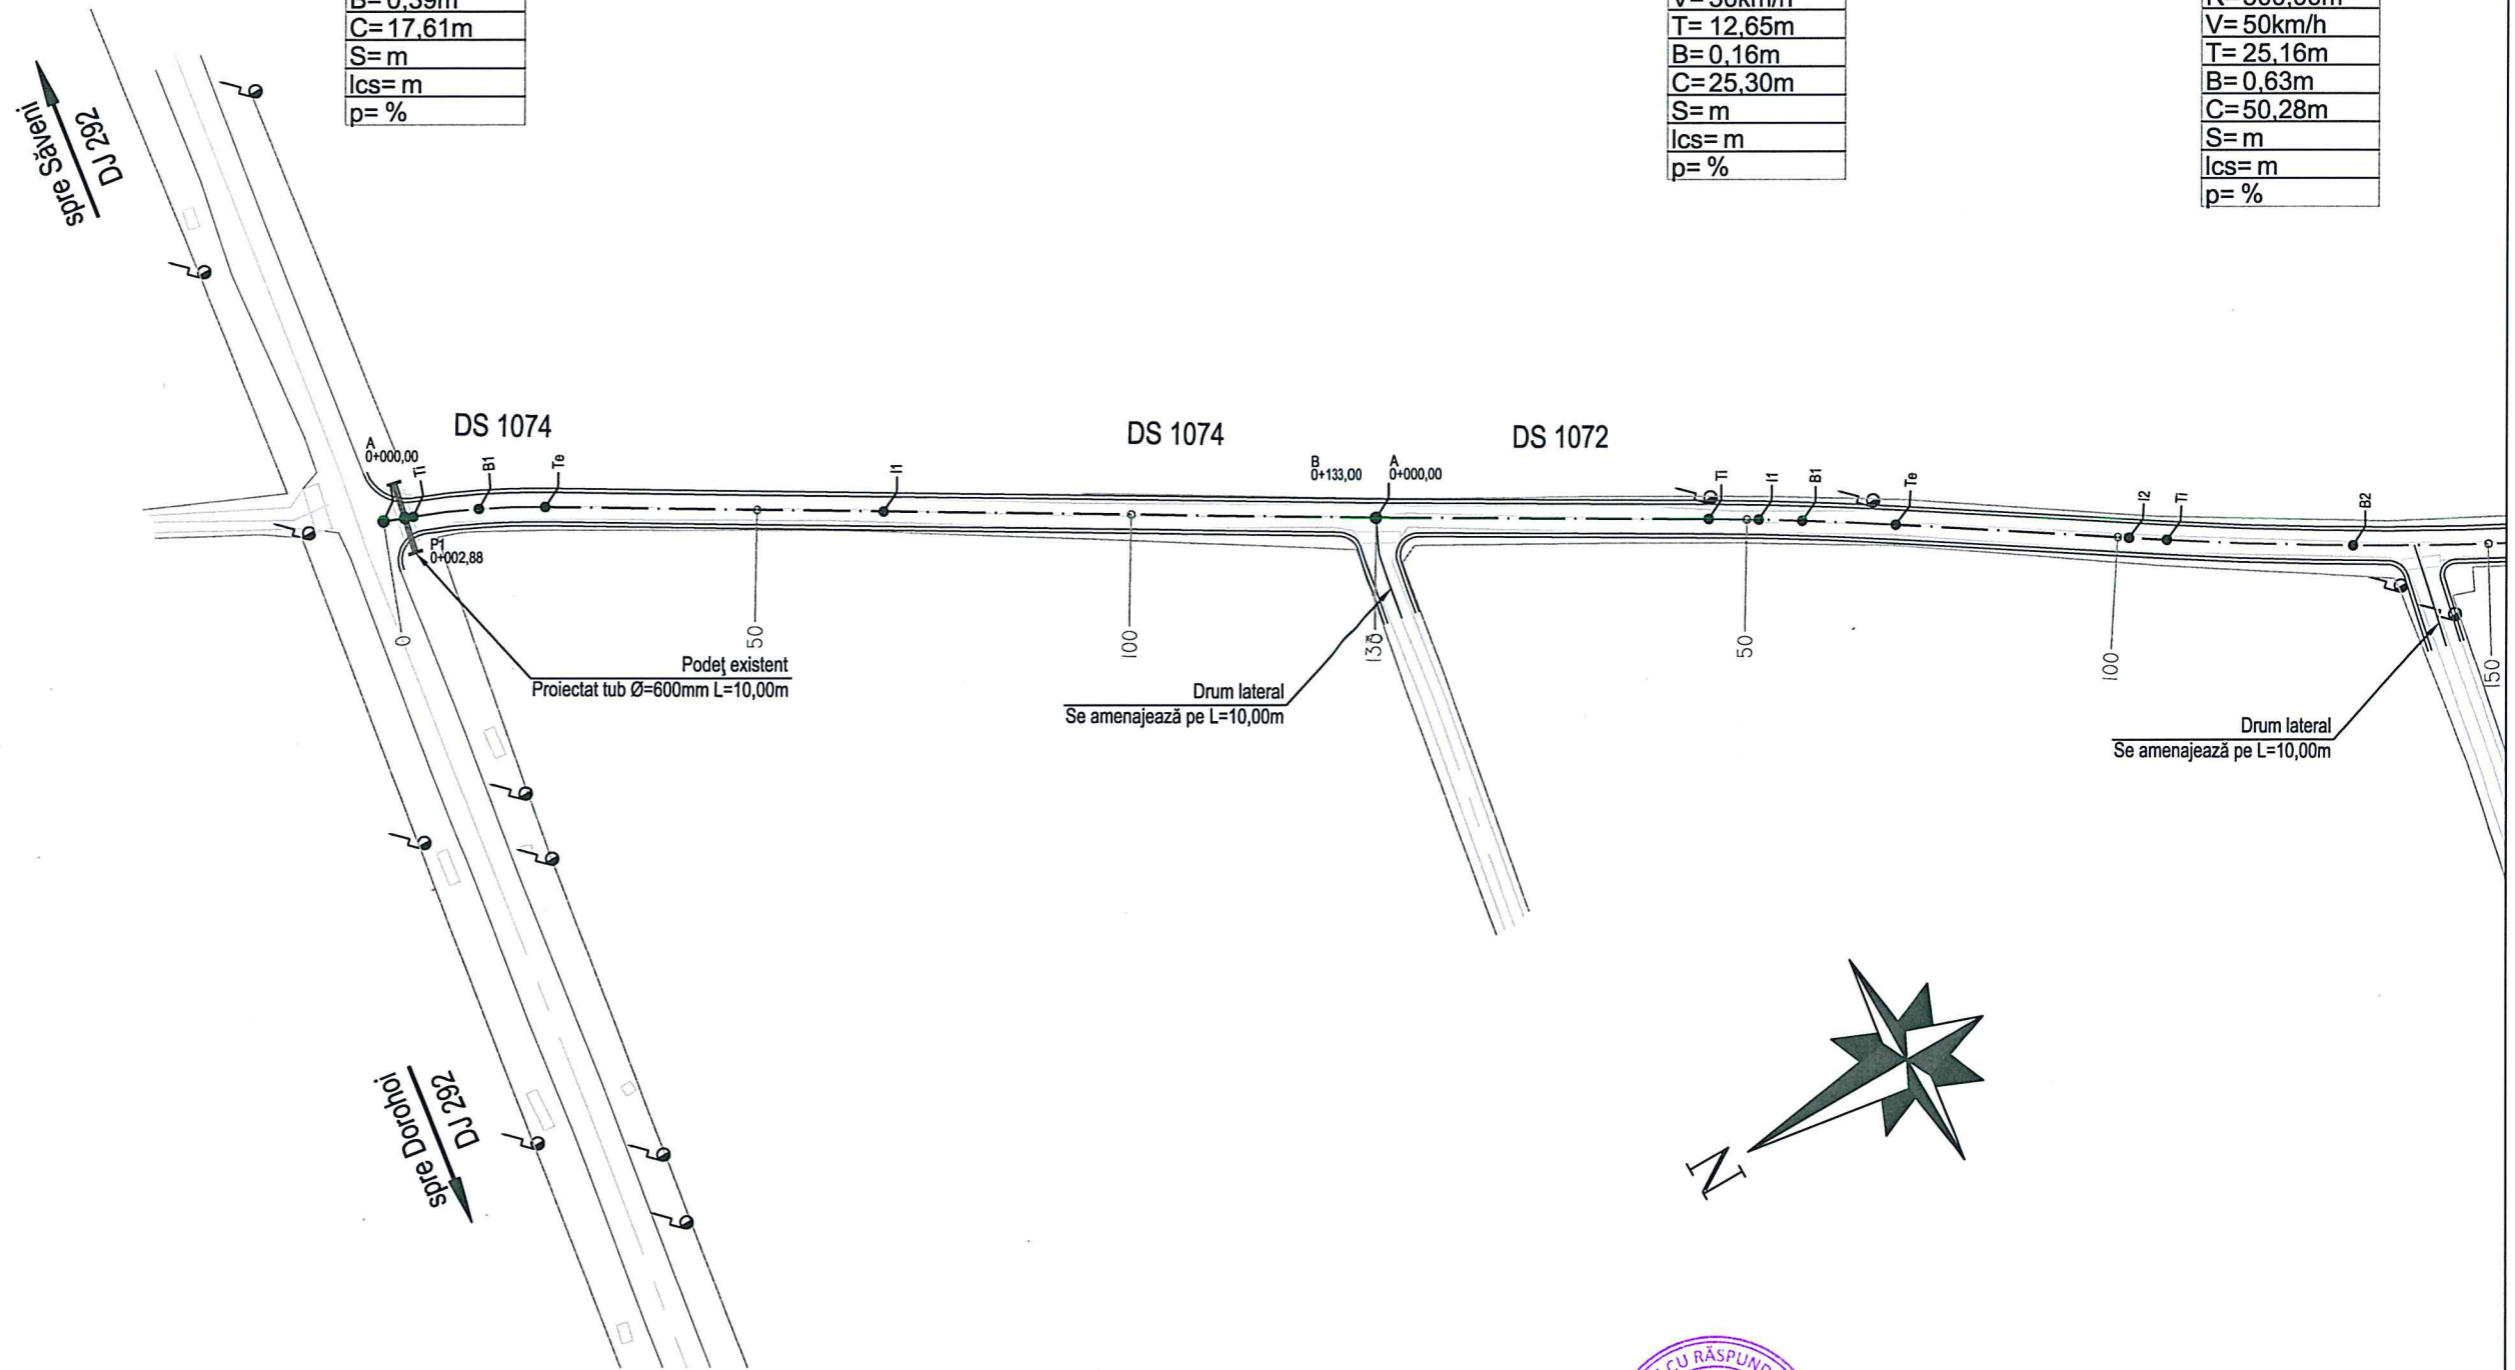 C=17,61m
S= m
lcs= m
p= %
T= 12,65m
B= 0,16m
C=25,30m
S= m
lcs= m
p= %
V= 50km/h
T= 25,16m
B= 0,63m
C=50,28m
S= m
lcs= m
p= %
spre Săveni
DJ 292
DS 1074
DS 1074
DS 1072
A
0+000,00
Ti
B1
Te
I1
B
0+133,00
A
0+000,00
Ti
I1
B1
Te
I2
Ti
B2
P1
0+002,88
0
50
100
50
100
150
Podeţ existent
Proiectat tub Ø=600mm L=10,00m
Drum lateral
Se amenajează pe L=10,00m
Drum lateral
Se amenajează pe L=10,00m
spre Dorohoi
DJ 292
N
CU RĂSPUND